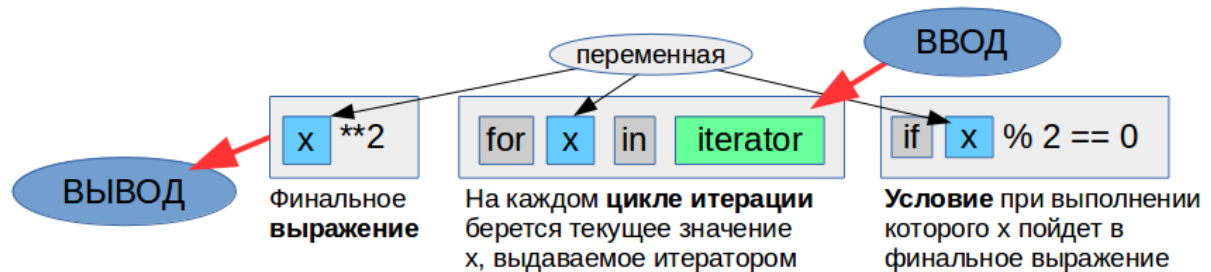 ВВОД
переменная
x **2
for x in iterator
if x % 2 == 0
ВЫВОД
Финальное
выражение
На каждом цикле итерации
берется текущее значение
x, выдаваемое итератором
Условие при выполнении
которого x пойдет в
финальное выражение